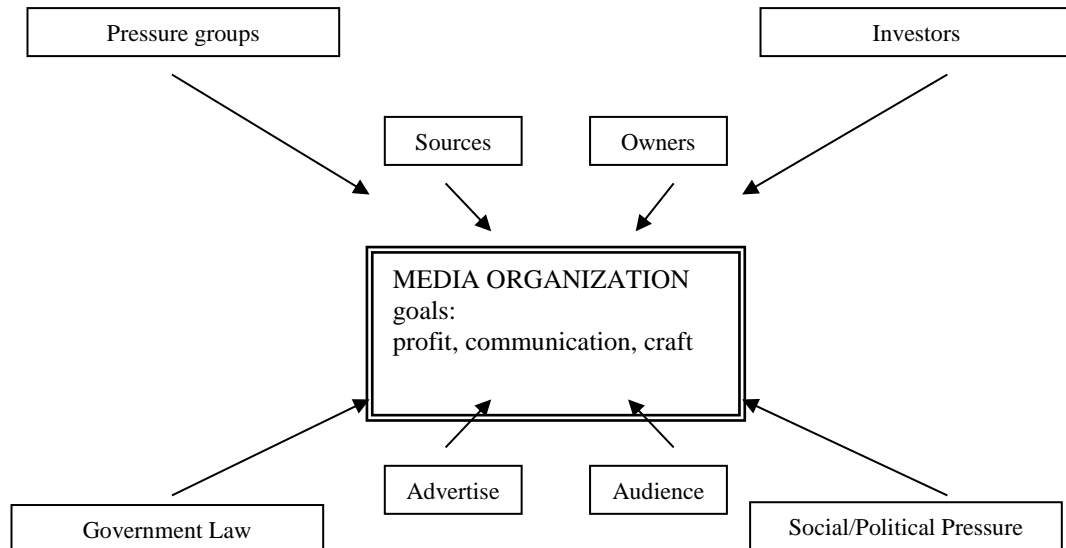 Pressure groups
Investors
Sources
Owners
MEDIA ORGANIZATION
goals:
profit, communication, craft
Advertise
Audience
Government Law
Social/Political Pressure